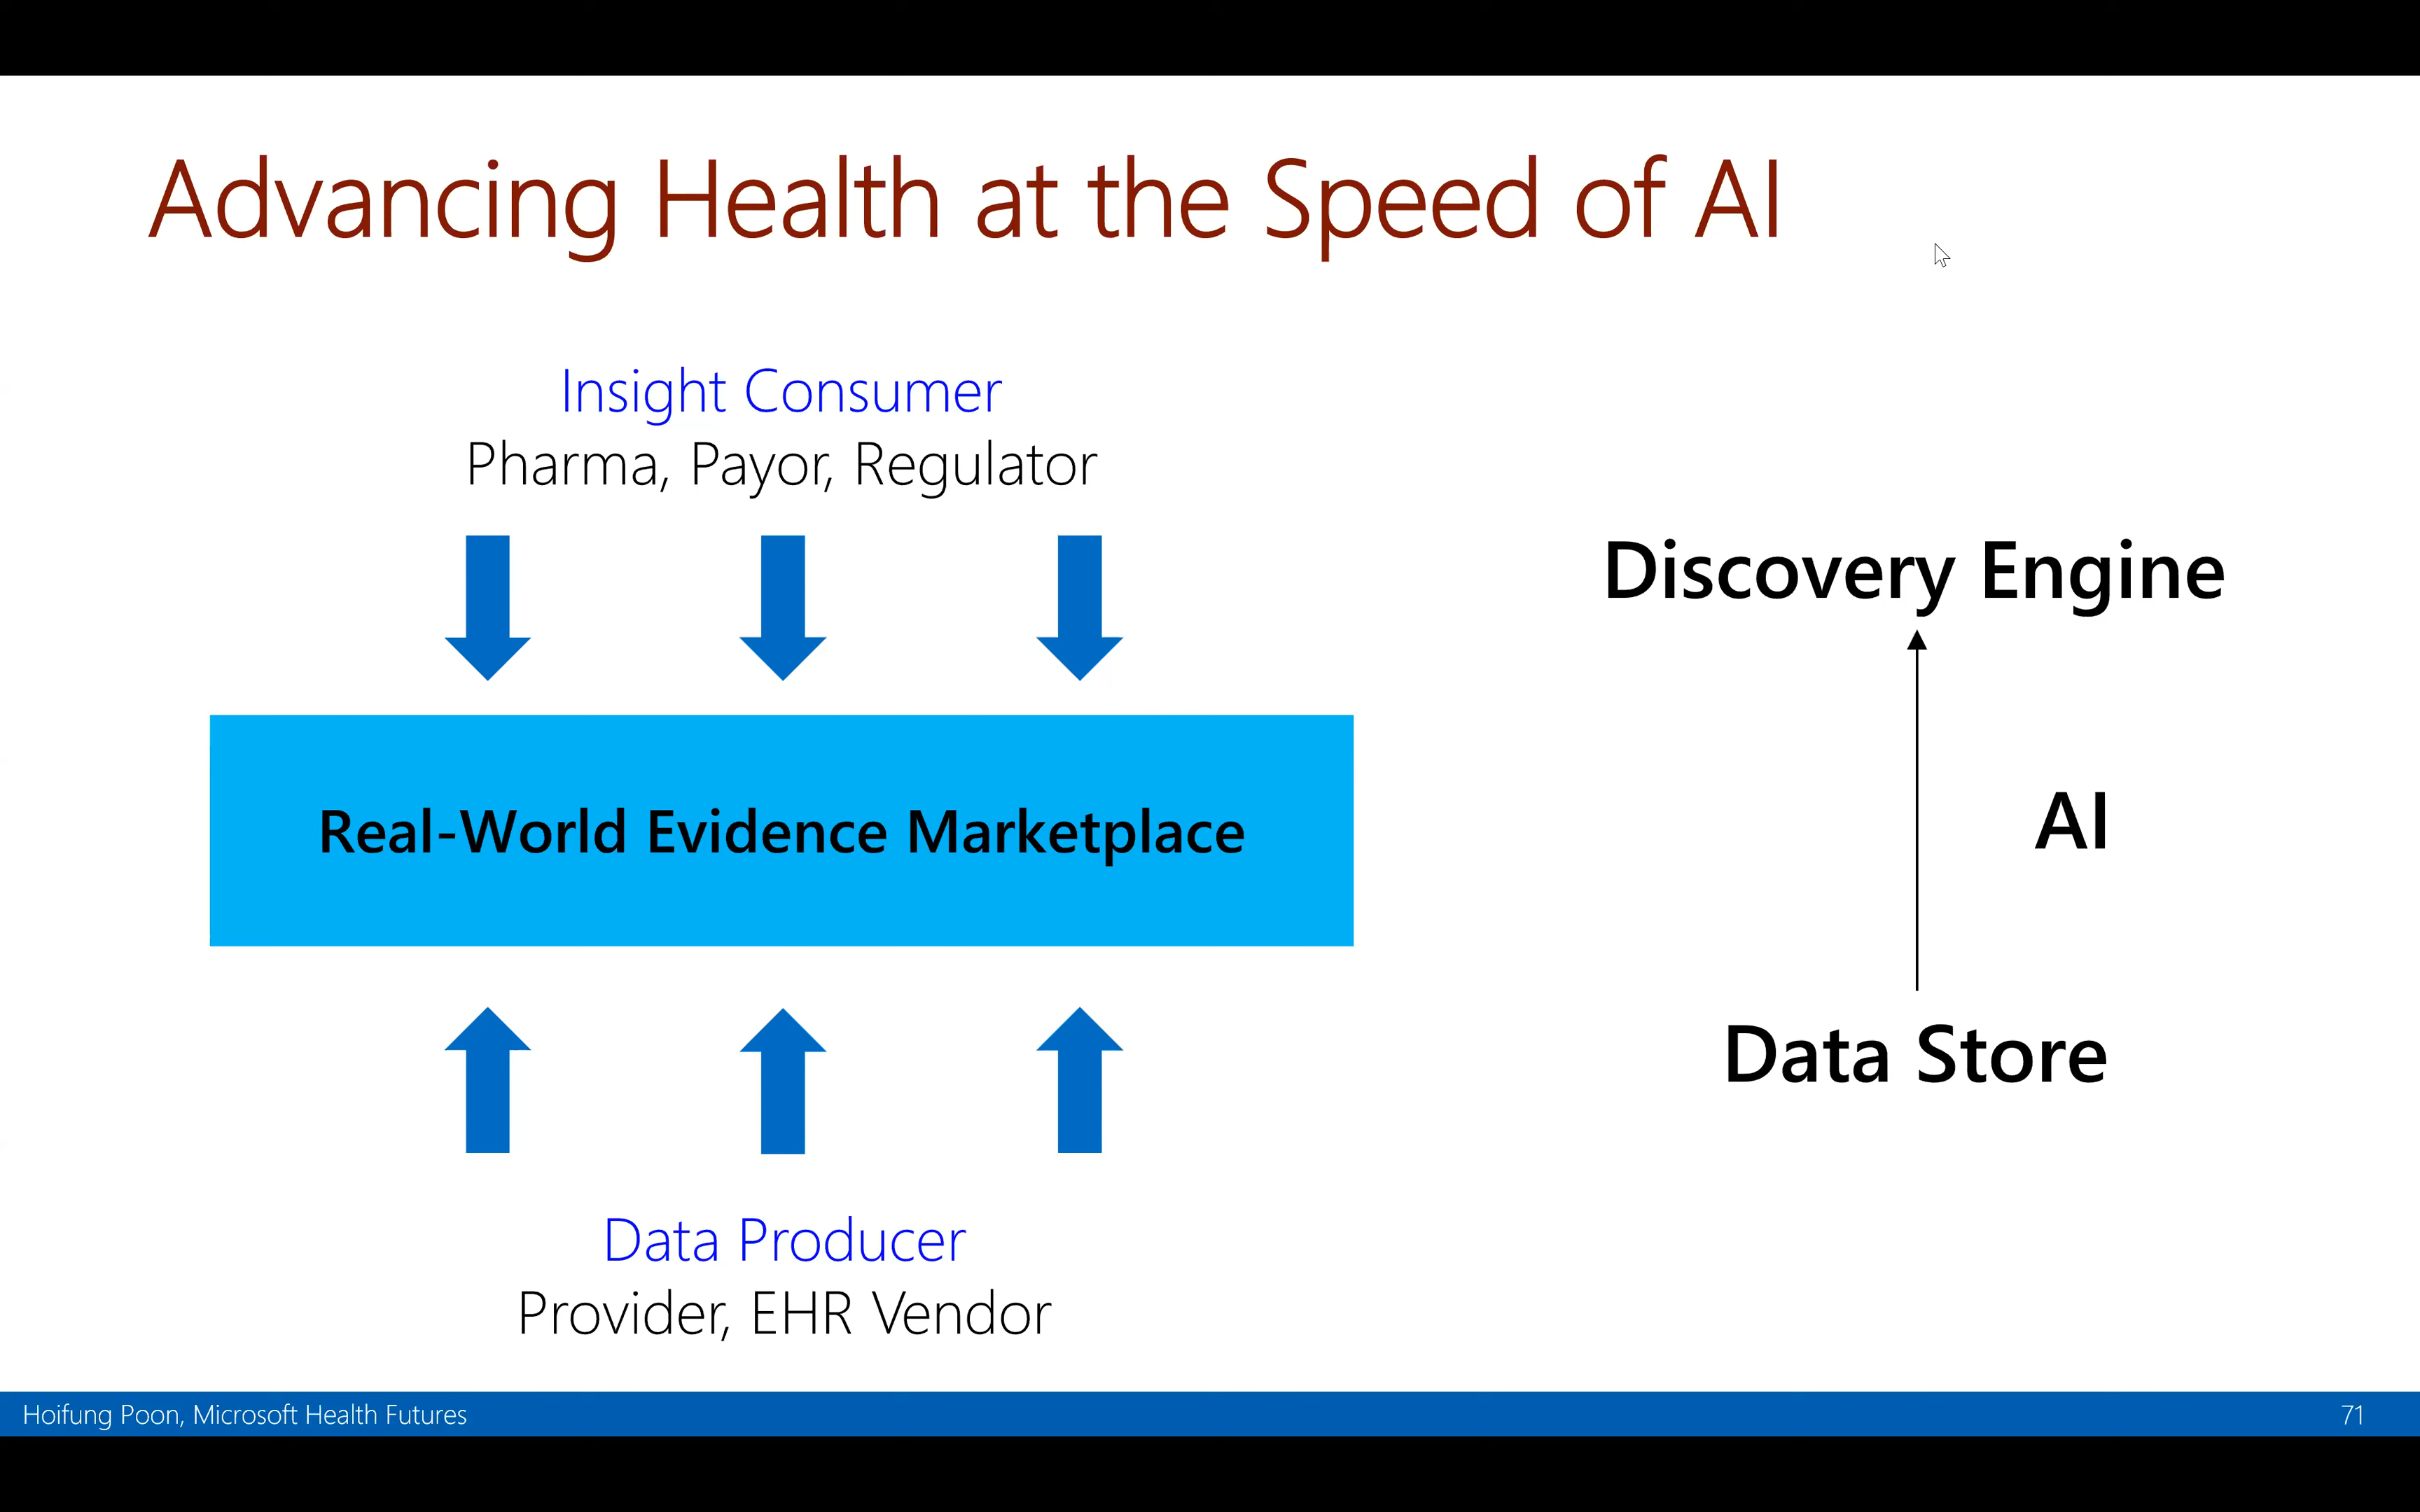 Advancing Health at the Speed of AI
Insight Consumer
Pharma, Payor, Regulator
Real-World Evidence Marketplace
Data Producer
Provider, EHR Vendor
Discovery Engine
AI
Data Store
Hoifung Poon, Microsoft Health Futures
71